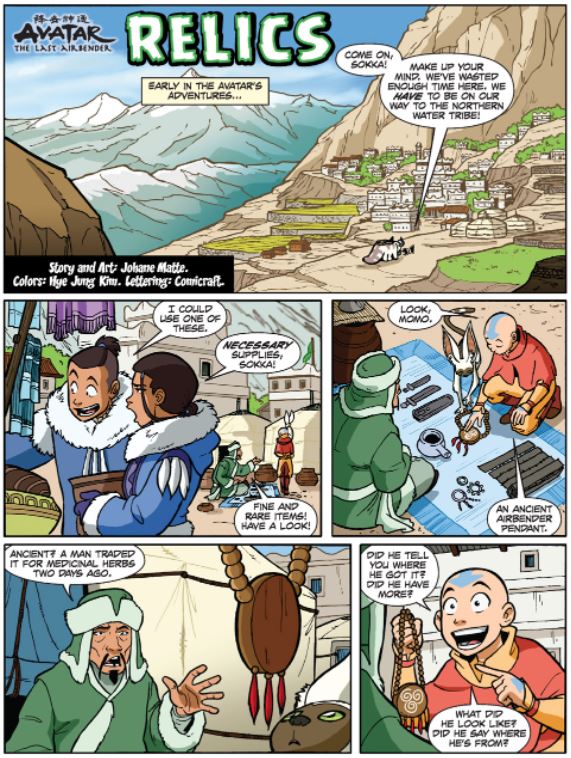 降去神通
AVATAR
THE LAST AIRBENDER
RELICS
EARLY IN THE AVATAR'S
ADVENTURES...
COME ON,
SOKKA!
MAKE UP YOUR
MIND. WE'VE WASTED
ENOUGH TIME HERE. WE
HAVE TO BE ON OUR
WAY TO THE NORTHERN
WATER TRIBE!
Story and Art: Johane Matte.
Colors: Hye Jung Kim. Lettering: Comicraft.
I COULD
USE ONE OF
THESE.
NECESSARY
SUPPLIES,
SOKKA!
FINE AND
RARE ITEMS!
HAVE A LOOK!
LOOK,
MOMO.
AN ANCIENT
AIRBENDER
PENDANT.
ANCIENT? A MAN TRADED
IT FOR MEDICINAL HERBS
TWO DAYS AGO.
DID HE TELL
YOU WHERE
HE GOT IT?
DID HE HAVE
MORE?
WHAT DID
HE LOOK LIKE?
DID HE SAY WHERE
HE'S FROM?